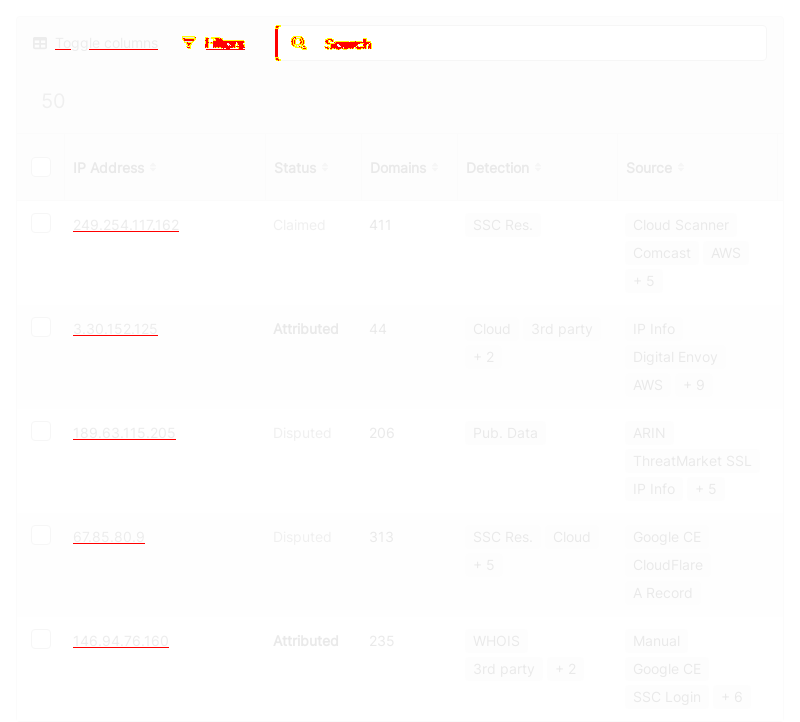 Toggle columns Filters Search
50
IP Address Status Domains Detection Source
249.254.117.162 Claimed 411 SSC Res. Cloud Scanner
Comcast AWS
+ 5
3.30.152.125 Attributed 44 Cloud 3rd party IP Info
+ 2 Digital Envoy
AWS + 9
189.63.115.205 Disputed 206 Pub. Data ARIN
ThreatMarket SSL
IP Info + 5
67.85.80.9 Disputed 313 SSC Res. Cloud Google CE
+ 5 CloudFlare
A Record
146.94.76.160 Attributed 235 WHOIS Manual
3rd party + 2 Google CE
SSC Login + 6